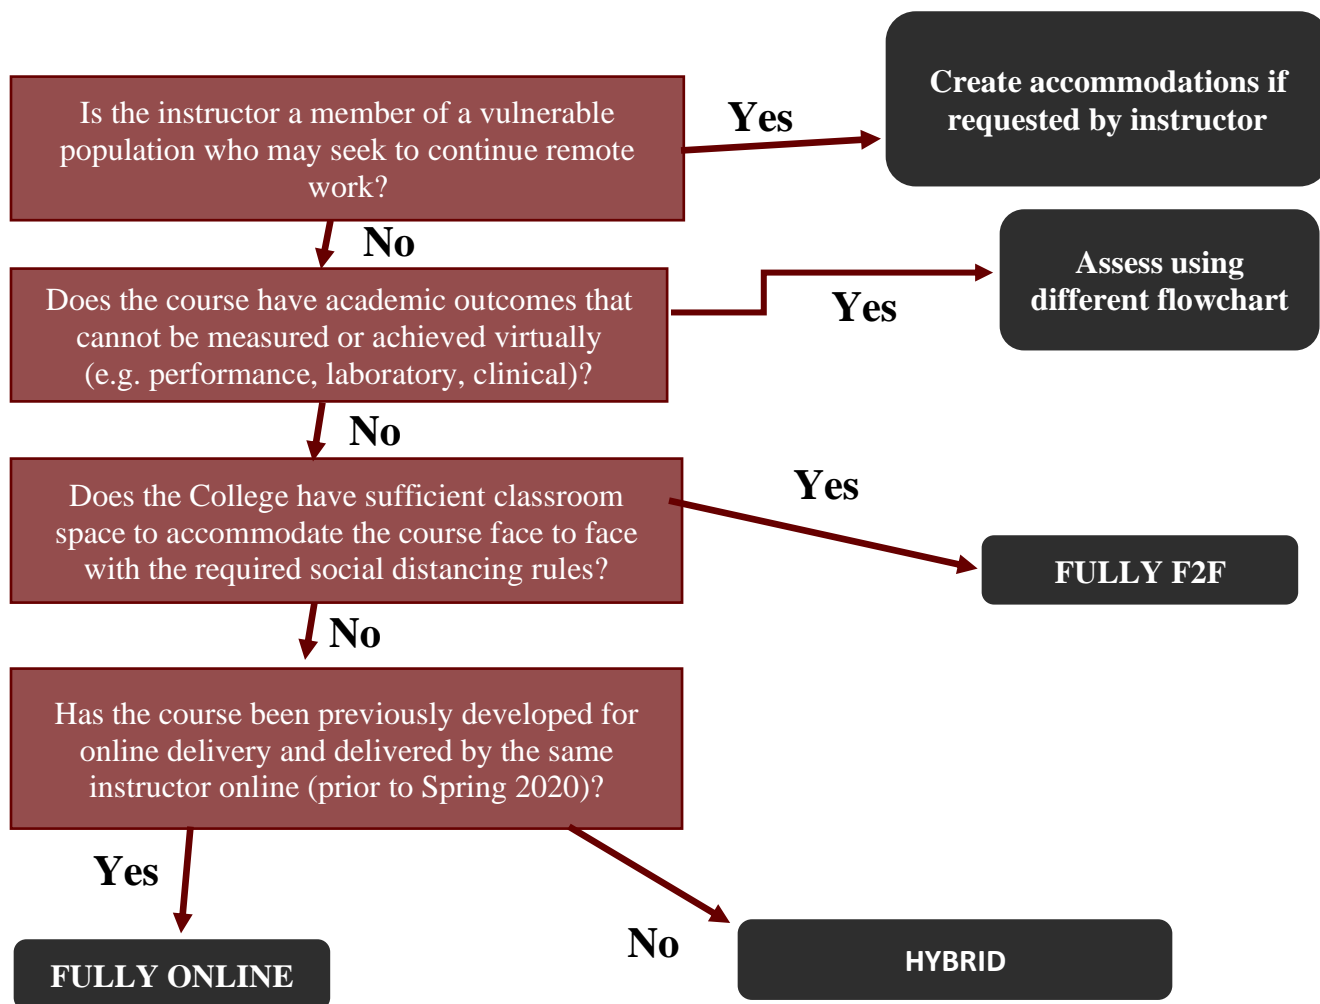 Is the instructor a member of a vulnerable
population who may seek to continue remote
work?
Yes
Create accommodations if
requested by instructor
No
Does the course have academic outcomes that
cannot be measured or achieved virtually
(e.g. performance, laboratory, clinical)?
Yes
Assess using
different flowchart
No
Does the College have sufficient classroom
space to accommodate the course face to face
with the required social distancing rules?
Yes
FULLY F2F
No
Has the course been previously developed for
online delivery and delivered by the same
instructor online (prior to Spring 2020)?
Yes
FULLY ONLINE
No
HYBRID